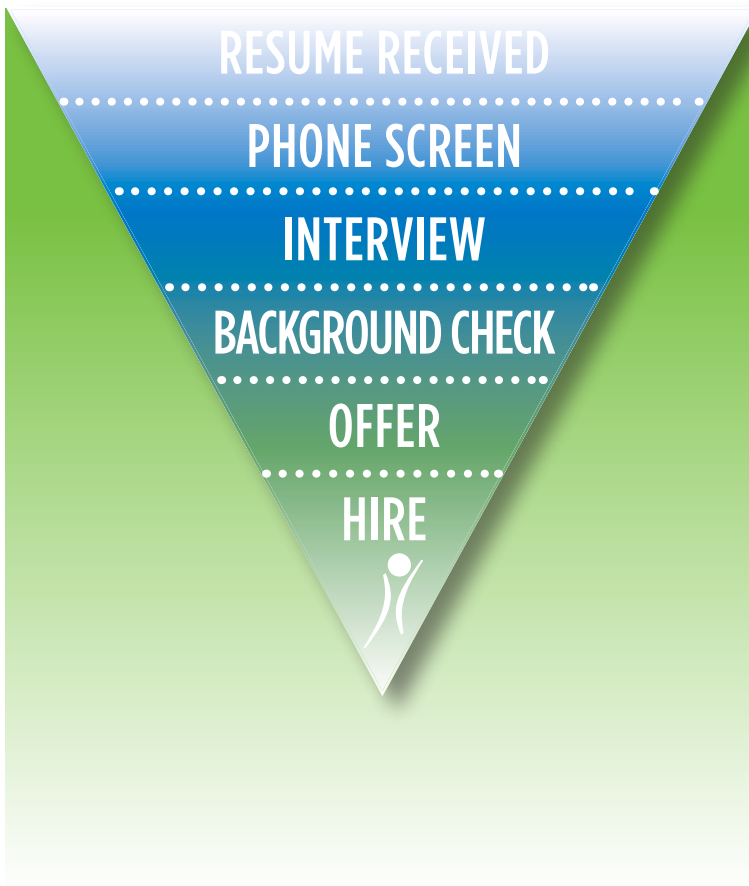 RESUME RECEIVED
PHONE SCREEN
INTERVIEW
BACKGROUND CHECK
OFFER
HIRE